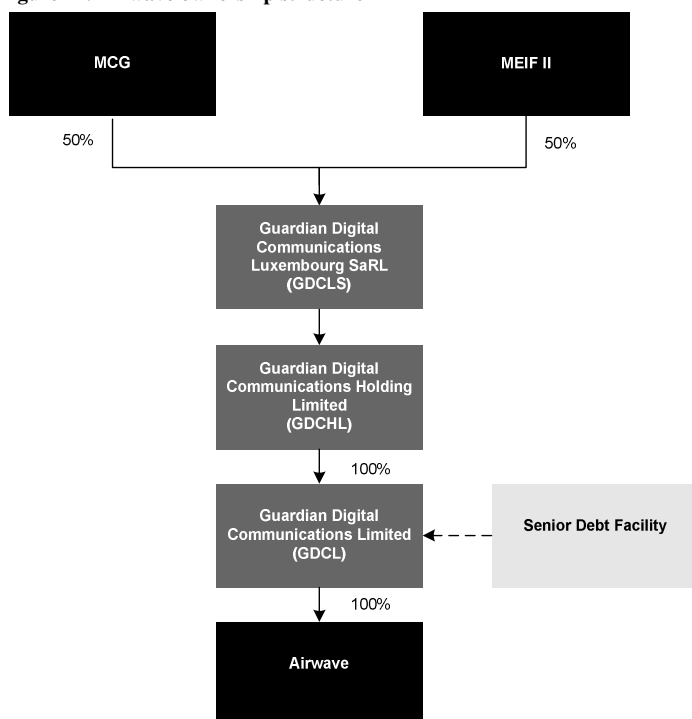 MCG
MEIF II
50%
50%
Guardian Digital
Communications
Luxembourg SaRL
(GDCLS)
Guardian Digital
Communications Holding
Limited
(GDCHL)
100%
Guardian Digital
Communications Limited
(GDCL)
Senior Debt Facility
100%
Airwave